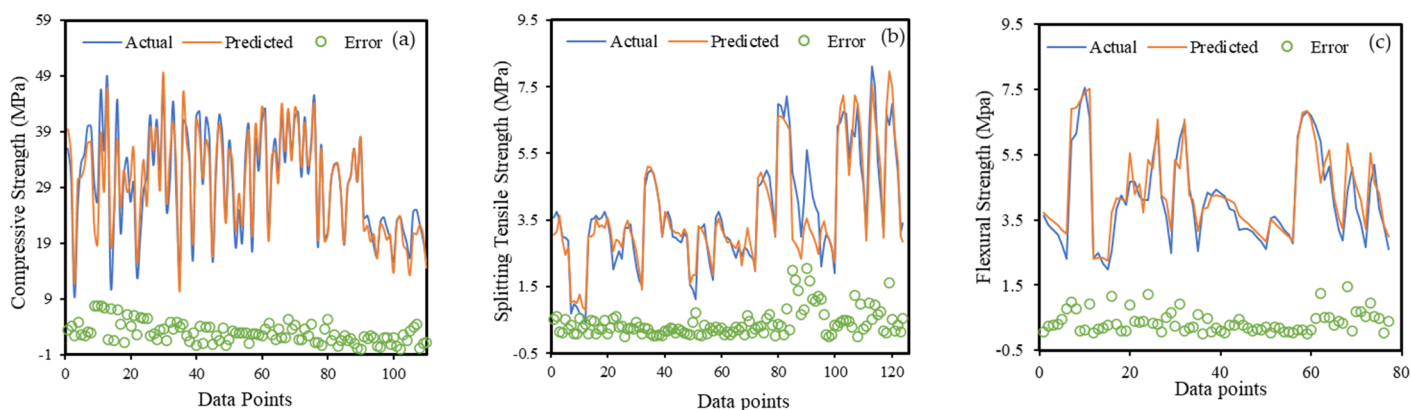 59
49
39
29
19
9
-1
Compressive Strength (MPa)
Actual Predicted Error (a)
0 20 40 60 80 100
Data Points
9.5
7.5
5.5
3.5
1.5
-0.5
Splitting Tensile Strength (MPa)
Actual Predicted Error (b)
0 20 40 60 80 100 120
Data points
9.5
7.5
5.5
3.5
1.5
-0.5
Flexural Strength (Mpa)
Actual Predicted Error (c)
0 20 40 60 80
Data points